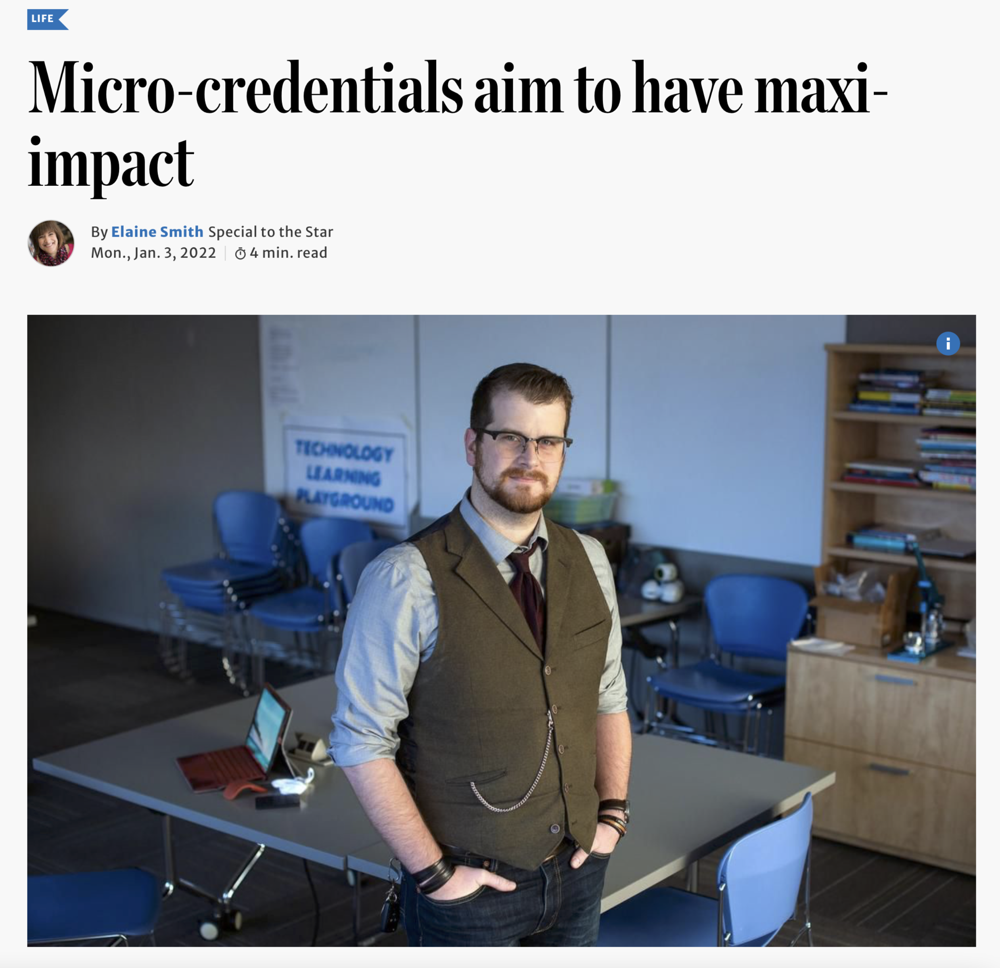 LIFE
Micro-credentials aim to have maxi-
impact
By Elaine Smith Special to the Star
Mon., Jan. 3, 2022 | 4 min. read
i
TECHNOLOGY
LEARNING
PLAYGROUND